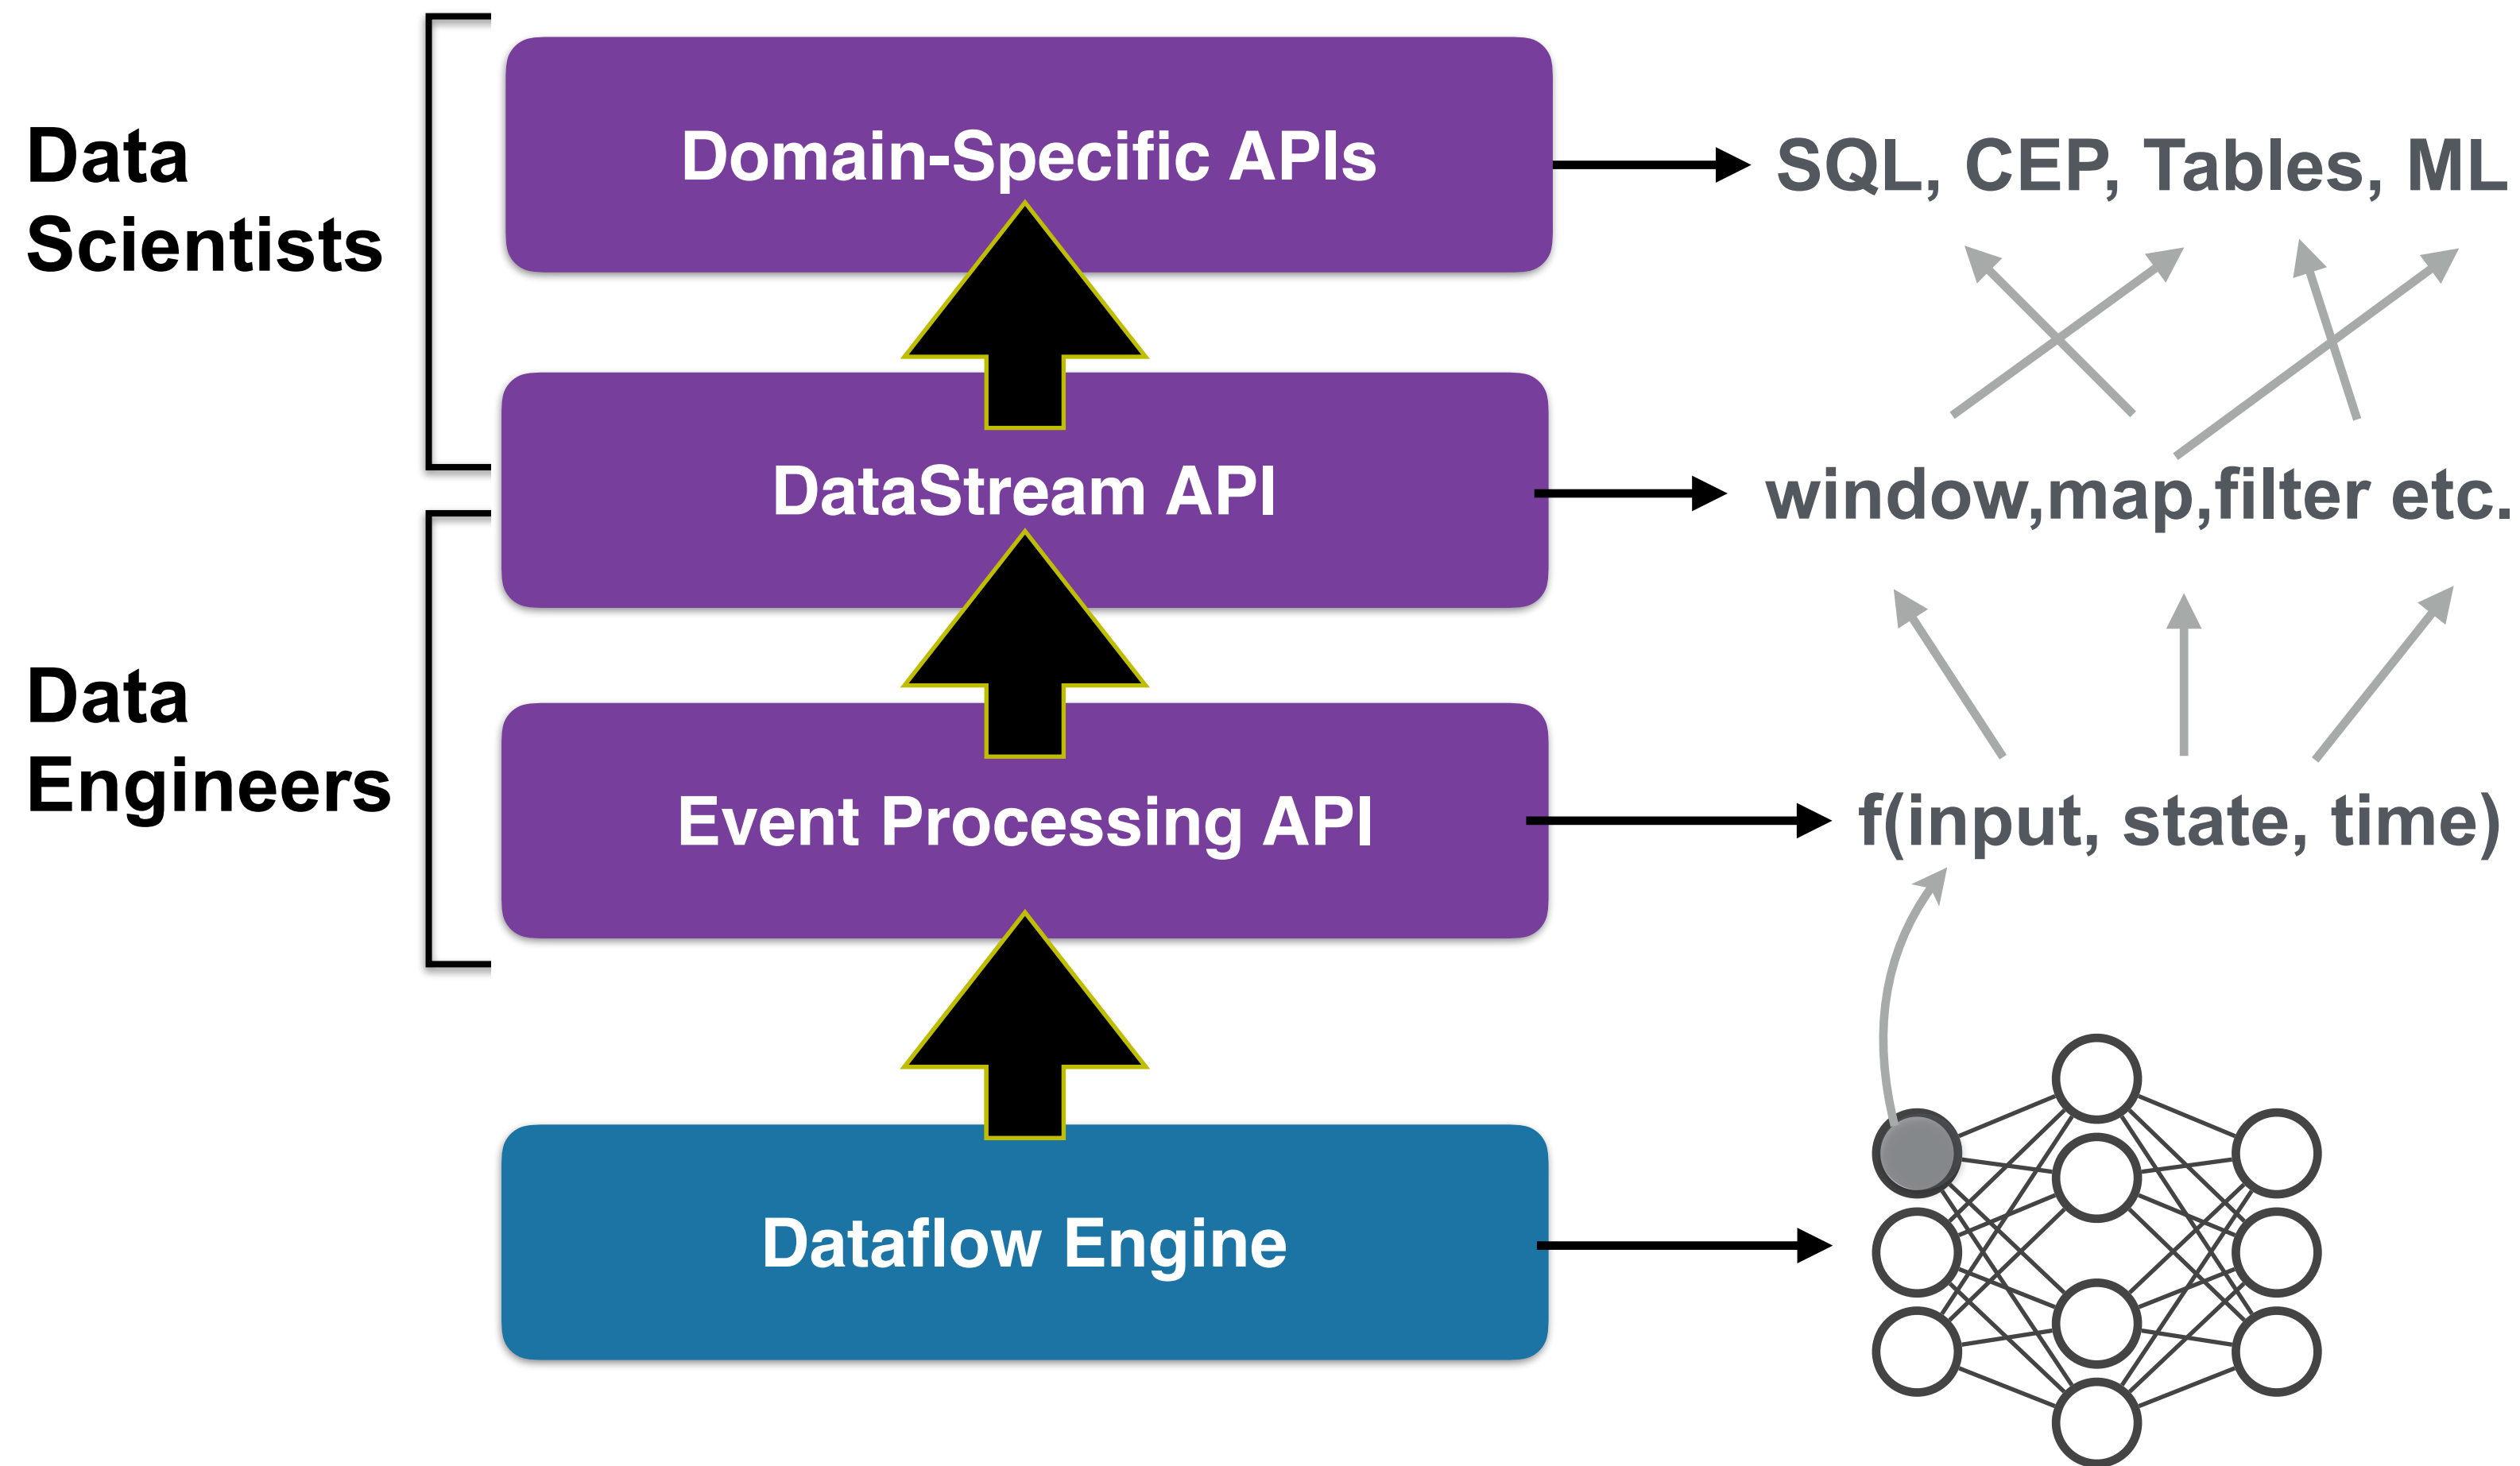 Data
Scientists
Domain-Specific APIs
SQL, CEP, Tables, ML
DataStream API
window,map,filter etc.
Data
Engineers
Event Processing API
f(input, state, time)
Dataflow Engine